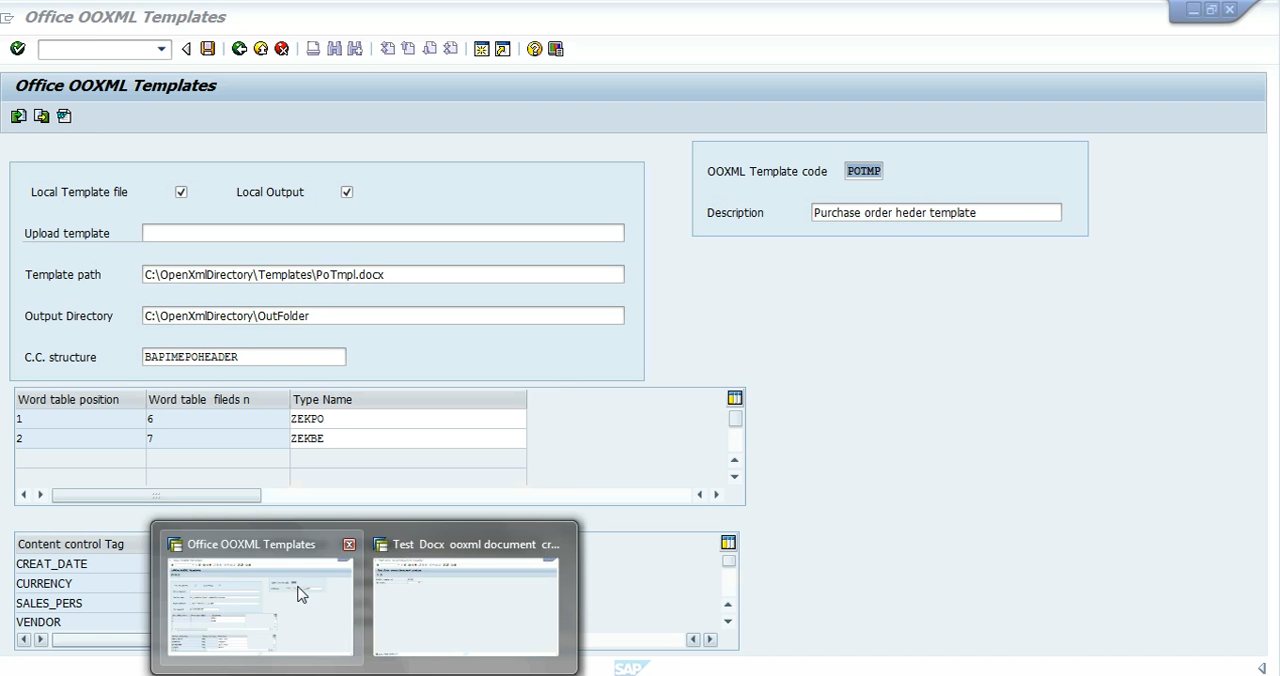 Office OOXML Templates
Office OOXML Templates
Local Template file Local Output
OOXML Template code POTMP
Description Purchase order heder template
Upload template
Template path C:\OpenXmlDirectory\Templates\PoTmpl.docx
Output Directory C:\OpenXmlDirectory\OutFolder
C.C. structure BAPIMEPOHEADER
Word table position Word table fileds n Type Name
1 6 ZEKPO
2 7 ZEKBE
Content control Tag
CREAT_DATE
CURRENCY
SALES_PERS
VENDOR
Office OOXML Templates
Test Docx ooxml document cr...
SAP